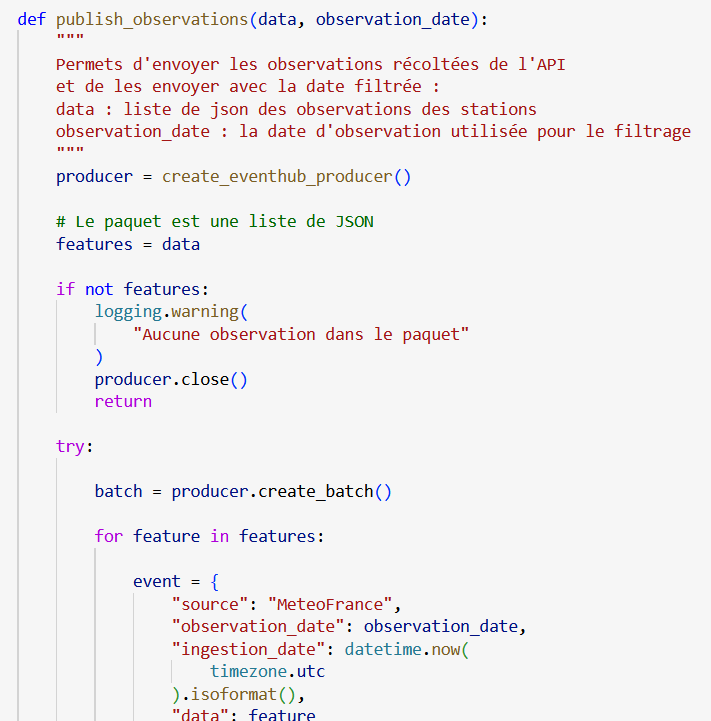 def publish_observations(data, observation_date):
    """
    Permets d'envoyer les observations récoltées de l'API
    et de les envoyer avec la date filtrée :
    data : liste de json des observations des stations
    observation_date : la date d'observation utilisée pour le filtrage
    """
    producer = create_eventhub_producer()

    # Le paquet est une liste de JSON
    features = data

    if not features:
        logging.warning(
            "Aucune observation dans le paquet"
        )
        producer.close()
        return

    try:

        batch = producer.create_batch()

        for feature in features:

            event = {
                "source": "MeteoFrance",
                "observation_date": observation_date,
                "ingestion_date": datetime.now(
                    timezone.utc
                ).isoformat(),
                "data": feature